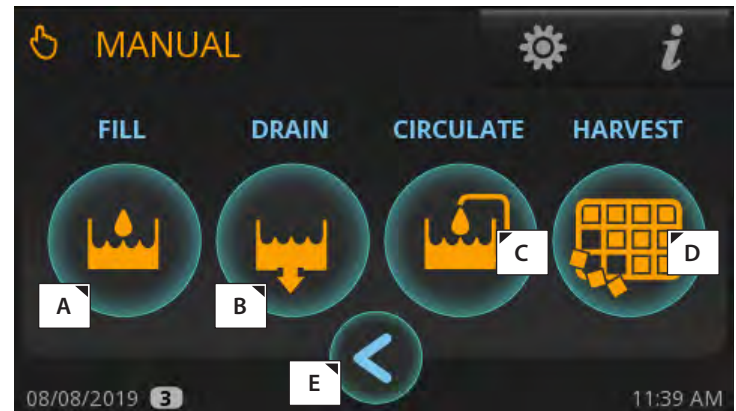 MANUAL i
FILL DRAIN CIRCULATE HARVEST
A B C D
E
08/08/2019 3 11:39 AM